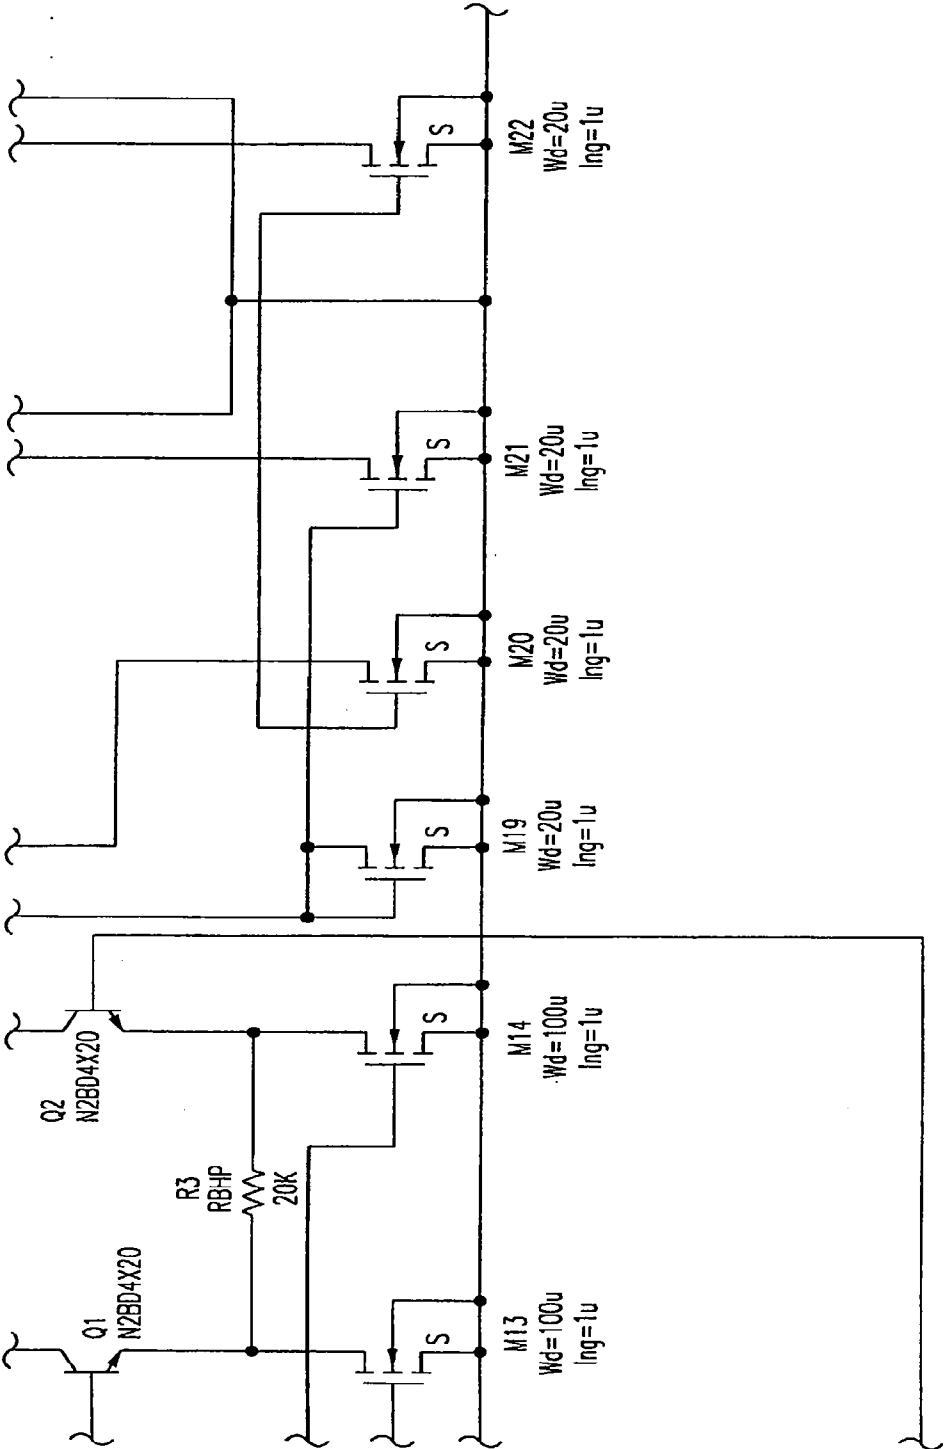 Q1
N2BD4X20
R3
RBHP
20K
Q2
N2BD4X20
S
M13
Wd=100u
lng=1u
S
M14
Wd=100u
lng=1u
S
M19
Wd=20u
lng=1u
S
M20
Wd=20u
lng=1u
S
M21
Wd=20u
lng=1u
S
M22
Wd=20u
lng=1u